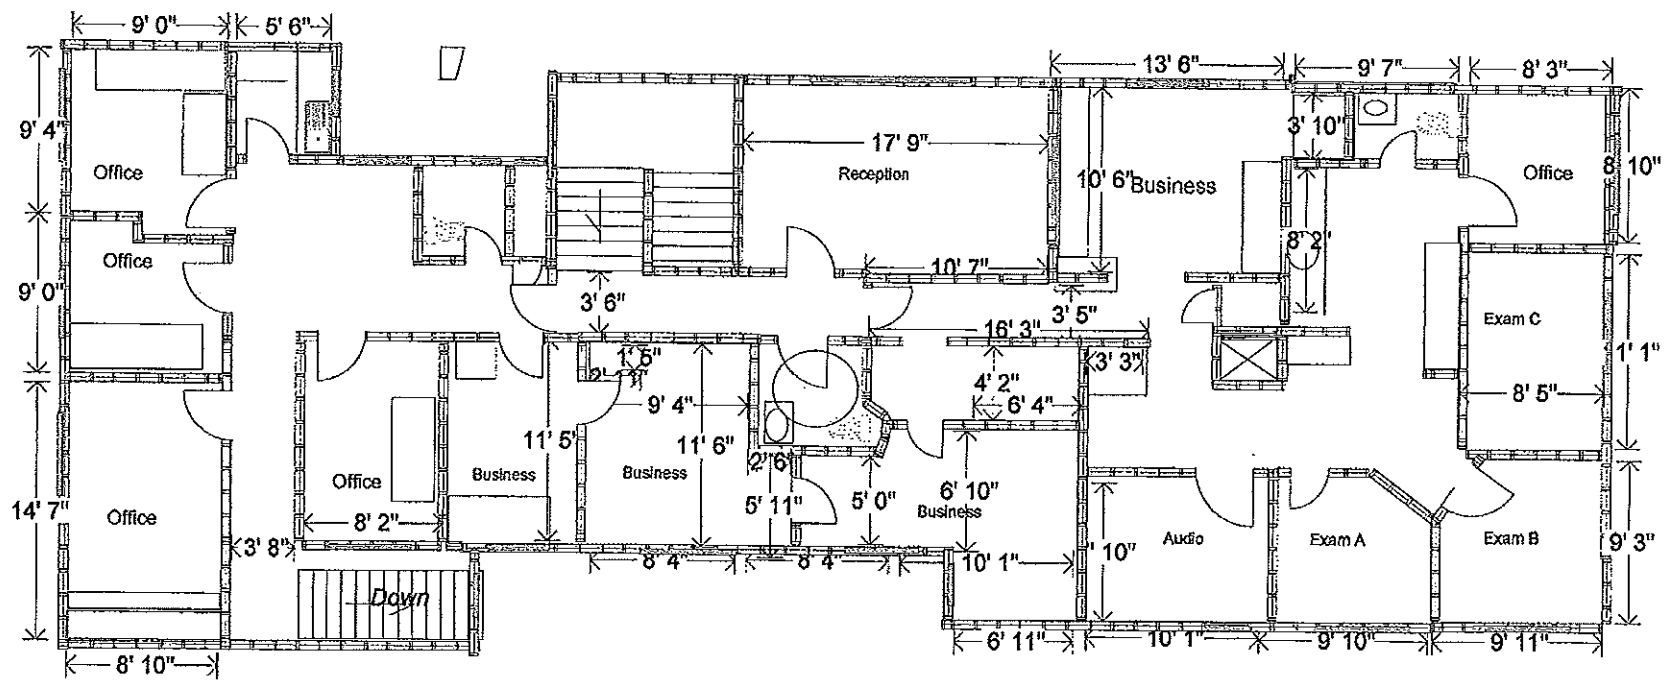 9' 0"
5' 6"
13' 6"
9' 7"
8' 3"
9' 4"
3' 10"
17' 9"
Office
Reception
10' 6"
Business
Office
8' 10"
8' 2"
Office
9' 0"
10' 7"
3' 6"
3' 5"
16' 3"
Exam C
1' 1"
3' 3"
4' 2"
9' 4"
6' 4"
8' 5"
11' 5'
11' 6"
Office
Business
Business
2' 6"
5' 11"
5' 0"
6' 10"
Business
14' 7"
Office
8' 2"
3' 8"
Audio
' 10"
Exam A
Exam B
9' 3"
8' 4"
8' 4"
10' 1"
Down
8' 10"
6' 11"
10' 1"
9' 10"
9' 11"